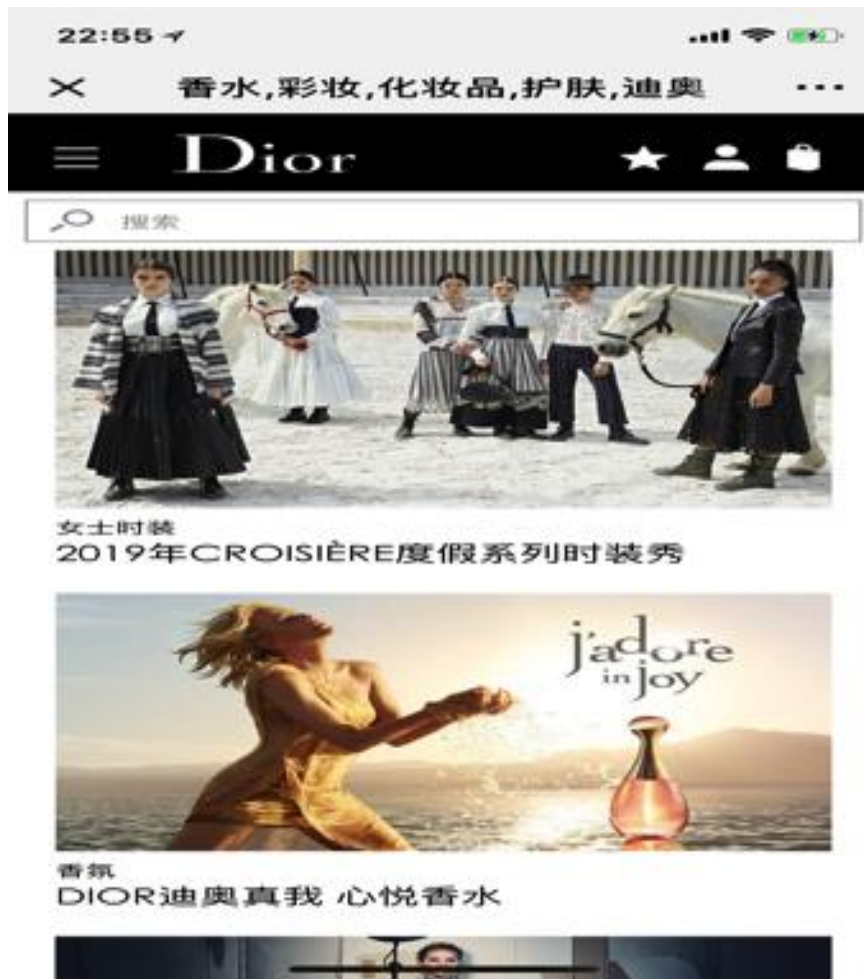 22:55
香水,彩妆,化妆品,护肤,迪奥
Dior
搜索
女士时装
2019年CROISIÈRE度假系列时装秀
j'adore
in joy
香氛
DIOR迪奥真我 心悦香水